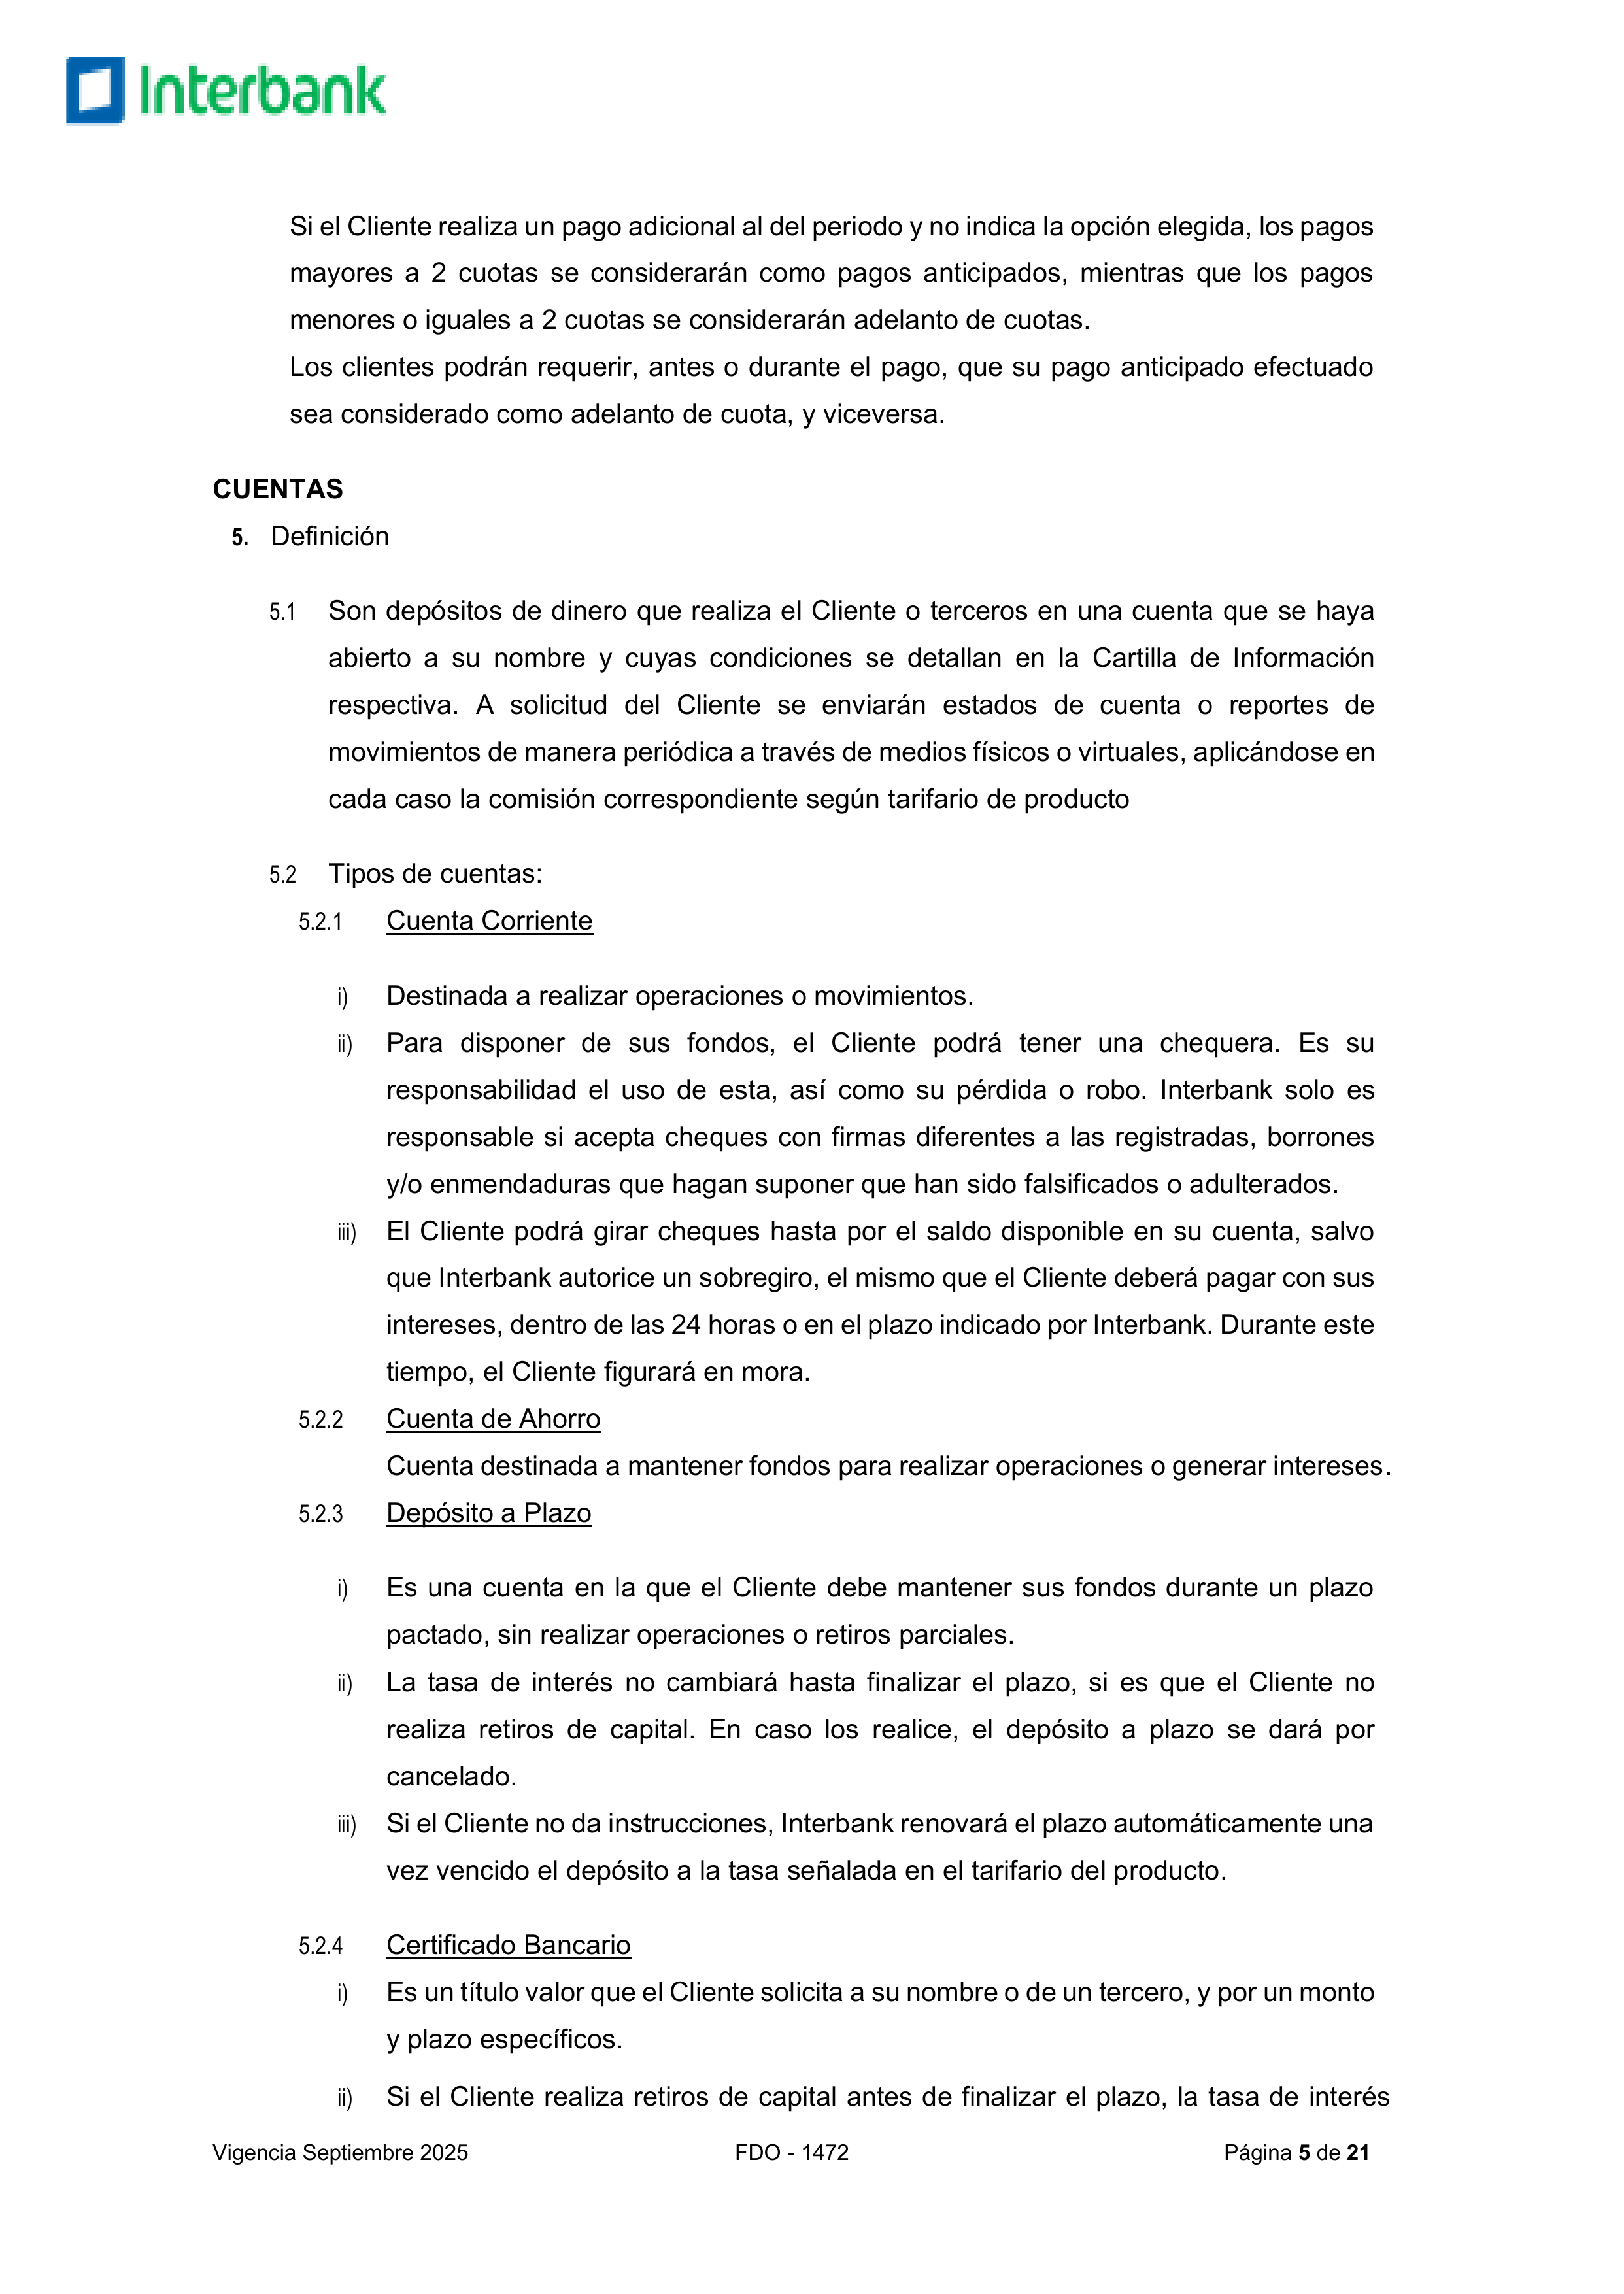 Interbank
Si el Cliente realiza un pago adicional al del periodo y no indica la opción elegida, los pagos
mayores a 2 cuotas se considerarán como pagos anticipados, mientras que los pagos
menores o iguales a 2 cuotas se considerarán adelanto de cuotas.
Los clientes podrán requerir, antes o durante el pago, que su pago anticipado efectuado
sea considerado como adelanto de cuota, y viceversa.
CUENTAS
5. Definición
5.1 Son depósitos de dinero que realiza el Cliente o terceros en una cuenta que se haya
abierto a su nombre y cuyas condiciones se detallan en la Cartilla de Información
respectiva. A solicitud del Cliente se enviarán estados de cuenta o reportes de
movimientos de manera periódica a través de medios físicos o virtuales, aplicándose en
cada caso la comisión correspondiente según tarifario de producto
5.2 Tipos de cuentas:
5.2.1 Cuenta Corriente
i) Destinada a realizar operaciones o movimientos.
ii) Para disponer de sus fondos, el Cliente podrá tener una chequera. Es su
responsabilidad el uso de esta, así como su pérdida o robo. Interbank solo es
responsable si acepta cheques con firmas diferentes a las registradas, borrones
y/o enmendaduras que hagan suponer que han sido falsificados o adulterados.
iii) El Cliente podrá girar cheques hasta por el saldo disponible en su cuenta, salvo
que Interbank autorice un sobregiro, el mismo que el Cliente deberá pagar con sus
intereses, dentro de las 24 horas o en el plazo indicado por Interbank. Durante este
tiempo, el Cliente figurará en mora.
5.2.2 Cuenta de Ahorro
Cuenta destinada a mantener fondos para realizar operaciones o generar intereses.
5.2.3 Depósito a Plazo
i) Es una cuenta en la que el Cliente debe mantener sus fondos durante un plazo
pactado, sin realizar operaciones o retiros parciales.
ii) La tasa de interés no cambiará hasta finalizar el plazo, si es que el Cliente no
realiza retiros de capital. En caso los realice, el depósito a plazo se dará por
cancelado.
iii) Si el Cliente no da instrucciones, Interbank renovará el plazo automáticamente una
vez vencido el depósito a la tasa señalada en el tarifario del producto.
5.2.4 Certificado Bancario
i) Es un título valor que el Cliente solicita a su nombre o de un tercero, y por un monto
y plazo específicos.
ii) Si el Cliente realiza retiros de capital antes de finalizar el plazo, la tasa de interés
Vigencia Septiembre 2025 FDO - 1472 Página 5 de 21